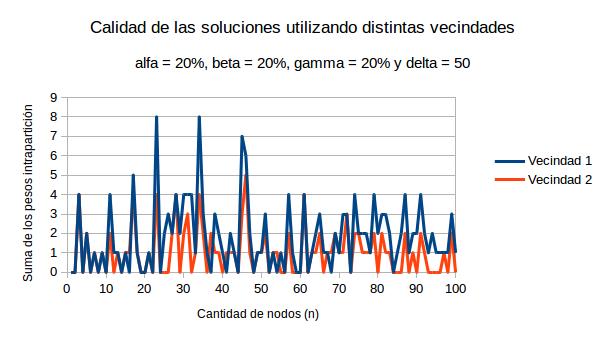 Calidad de las soluciones utilizando distintas vecindades
alfa = 20%, beta = 20%, gamma = 20% y delta = 50
Suma de los pesos intrapartición
9
8
7
6
5
4
3
2
1
0
0 10 20 30 40 50 60 70 80 90 100
Cantidad de nodos (n)
Vecindad 1
Vecindad 2